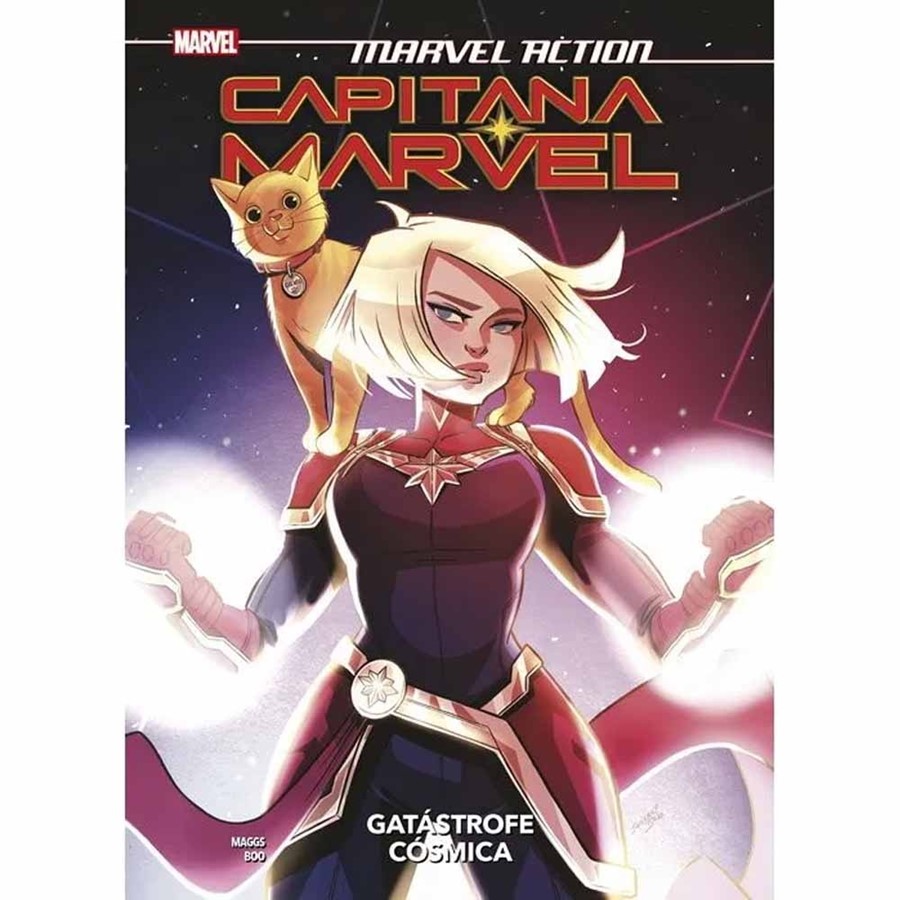 MARVEL
MARVEL ACTION
CAPITANA
MARVEL
GATÁSTROFE
CÓSMICA
MAGGS
BOO